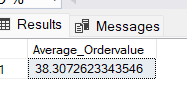 Results Messages
Average_Ordervalue
1 38.3072623343546